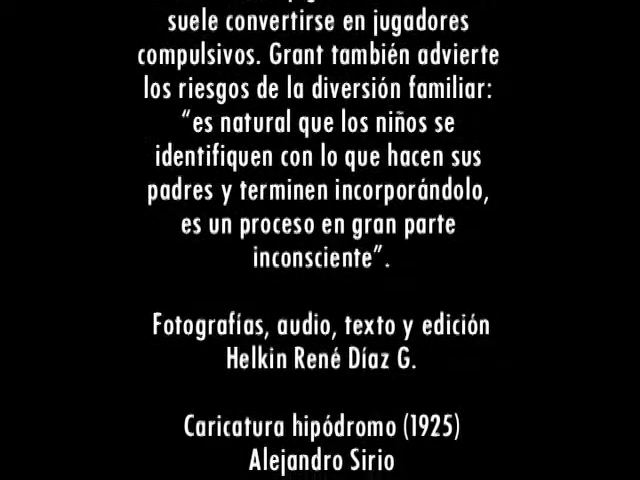 suele convertirse en jugadores
compulsivos. Grant también advierte
los riesgos de la diversión familiar:
“es natural que los niños se
identifiquen con lo que hacen sus
padres y terminen incorporándolo,
es un proceso en gran parte
inconsciente”.
Fotografías, audio, texto y edición
Helkin René Díaz G.
Caricatura hipódromo (1925)
Alejandro Sirio